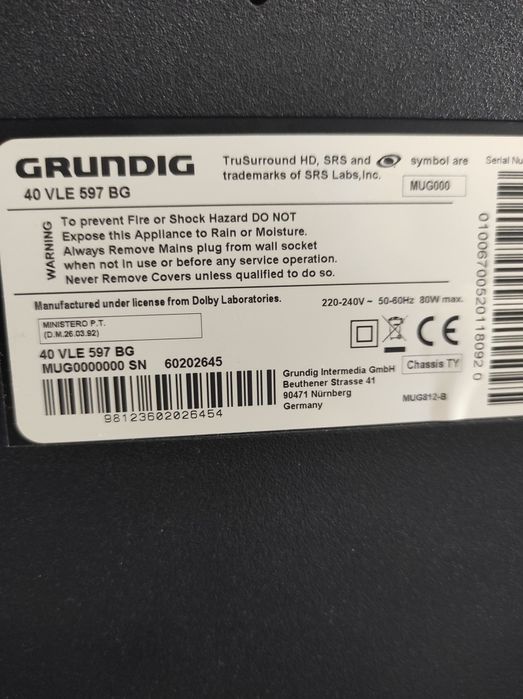 GRUNDIG
40 VLE 597 BG
TruSurround HD, SRS and symbol are
trademarks of SRS Labs,Inc.
Serial Nu
MUG000
WARNING
To prevent Fire or Shock Hazard DO NOT
Expose this Appliance to Rain or Moisture.
Always Remove Mains plug from wall socket
when not in use or before any service operation.
Never Remove Covers unless qualified to do so.
Manufactured under license from Dolby Laboratories.
220-240V ~ 50-60Hz 80W max.
MINISTERO P.T.
(D.M.26.03.92)
CE
40 VLE 597 BG
MUG0000000 SN 60202645
98123602026454
Grundig Intermedia GmbH
Beuthener Strasse 41
90471 Nürnberg
Germany
Chassis TY
MUG812-B
01006700520118092 0